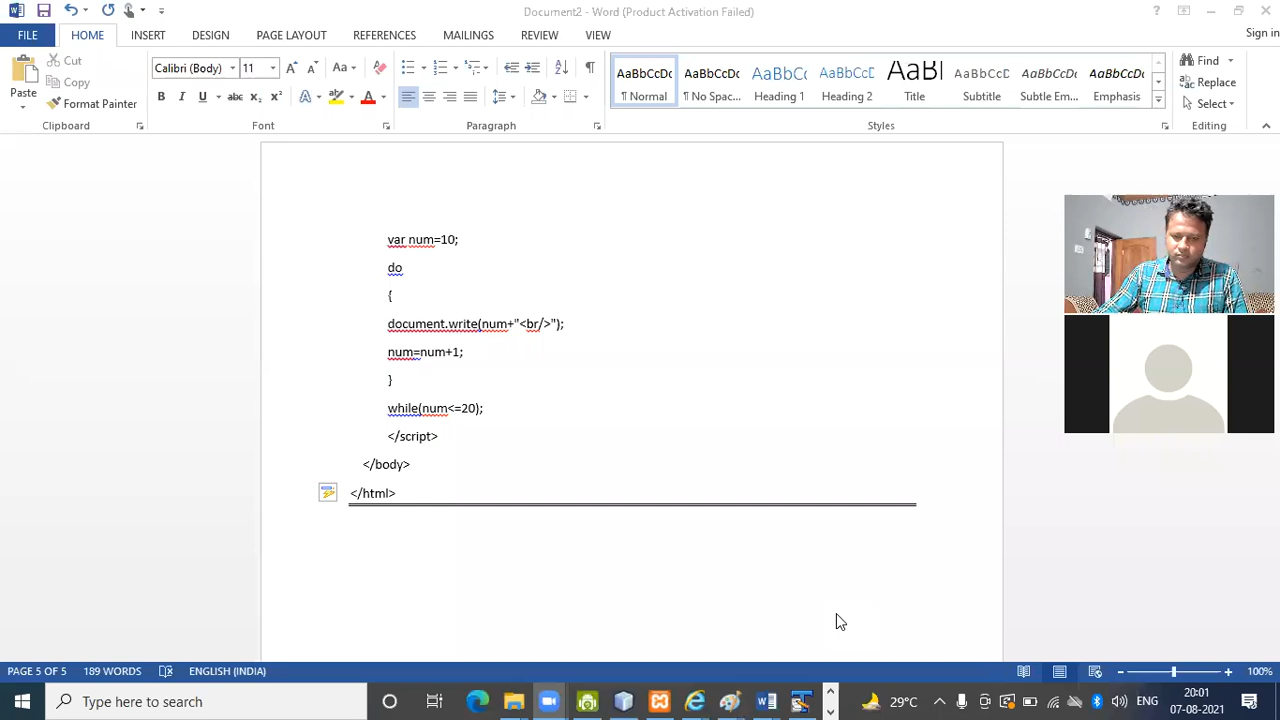 Document2 - Word (Product Activation Failed)
FILE HOME INSERT DESIGN PAGE LAYOUT REFERENCES MAILINGS REVIEW VIEW Sign in
Paste
Cut
Copy
Format Painter
Clipboard
Calibri (Body) 11
Font
Paragraph
AaBbCcDc AaBbCcDc AaBbCc AaBbCcC AaBl AaBbCcD AaBbCcDc AaBbCcDc
¶ Normal ¶ No Spac... Heading 1 Heading 2 Title Subtitle Subtle Em... Emphasis
Styles
Find
Replace
Select
Editing
var num=10;
do
{
document.write(num+"<br/>");
num=num+1;
}
while(num<=20);
</script>
</body>
</html>
PAGE 5 OF 5 189 WORDS ENGLISH (INDIA) 100%
Type here to search
29°C
ENG
20:01
07-08-2021